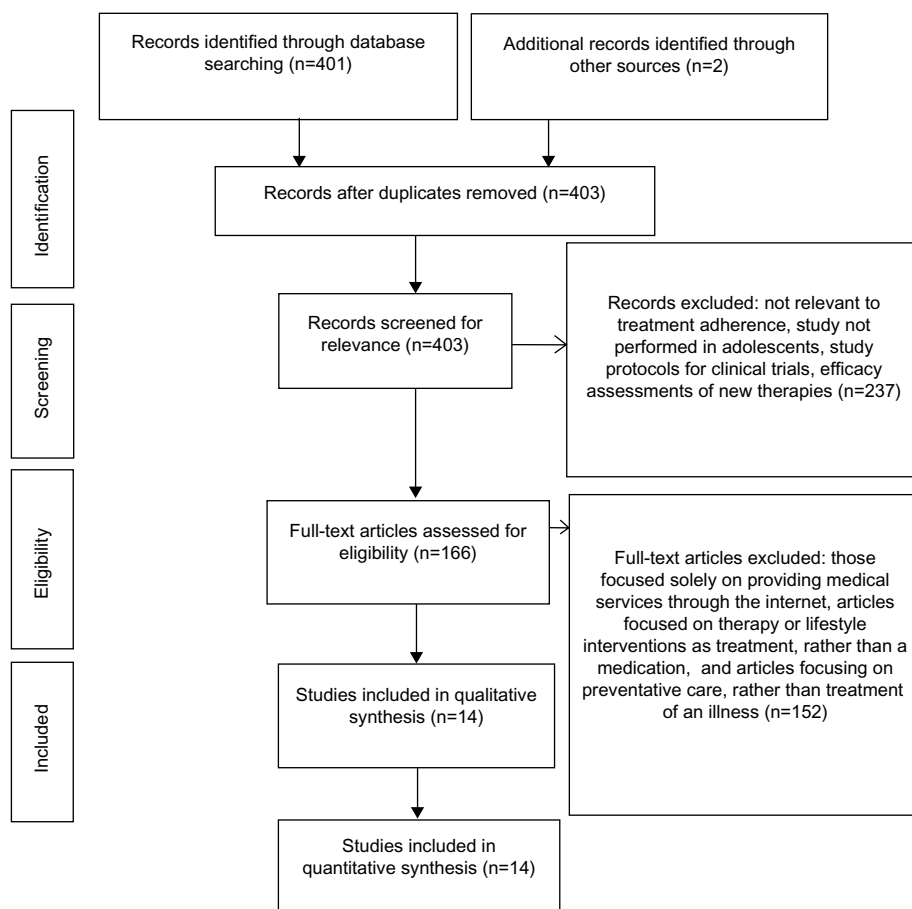 Records identified through database
searching (n=401)
Additional records identified through
other sources (n=2)
Identification
Records after duplicates removed (n=403)
Screening
Records screened for
relevance (n=403)
Records excluded: not relevant to
treatment adherence, study not
performed in adolescents, study
protocols for clinical trials, efficacy
assessments of new therapies (n=237)
Eligibility
Full-text articles assessed for
eligibility (n=166)
Full-text articles excluded: those
focused solely on providing medical
services through the internet, articles
focused on therapy or lifestyle
interventions as treatment, rather than a
medication, and articles focusing on
preventative care, rather than treatment
of an illness (n=152)
Included
Studies included in qualitative
synthesis (n=14)
Studies included in
quantitative synthesis (n=14)